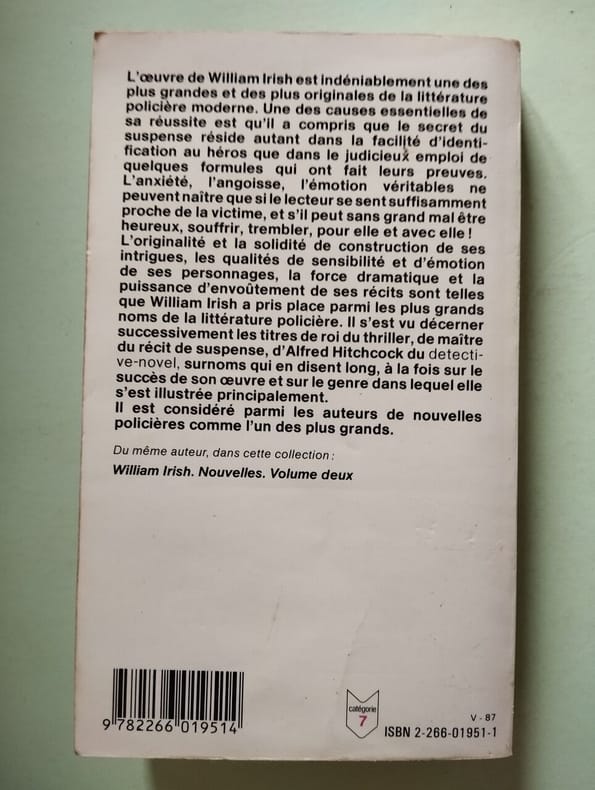 L'œuvre de William Irish est indéniablement une des
plus grandes et des plus originales de la littérature
policière moderne. Une des causes essentielles de
sa réussite est qu'il a compris que le secret du
suspense réside autant dans la facilité d'identi-
fication au héros que dans le judicieux emploi de
quelques formules qui ont fait leurs preuves.
L'anxiété, l'angoisse, l'émotion véritables ne
peuvent naître que si le lecteur se sent suffisamment
proche de la victime, et s'il peut sans grand mal être
heureux, souffrir, trembler, pour elle et avec elle !
L'originalité et la solidité de construction de ses
intrigues, les qualités de sensibilité et d'émotion
de ses personnages, la force dramatique et la
puissance d'envoûtement de ses récits sont telles
que William Irish a pris place parmi les plus grands
noms de la littérature policière. Il s'est vu décerner
successivement les titres de roi du thriller, de maître
du récit de suspense, d'Alfred Hitchcock du detecti-
ve-novel, surnoms qui en disent long, à la fois sur le
succès de son œuvre et sur le genre dans lequel elle
s'est illustrée principalement.
Il est considéré parmi les auteurs de nouvelles
policières comme l'un des plus grands.
Du même auteur, dans cette collection :
William Irish. Nouvelles. Volume deux
9 782266 019514
catégorie
7
V - 87
ISBN 2-266-01951-1